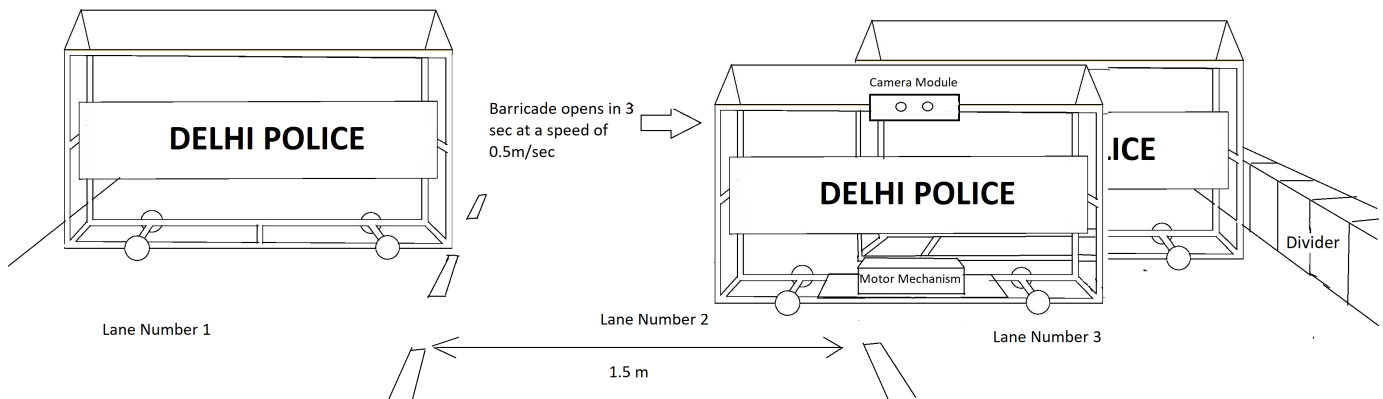 DELHI POLICE
Barricade opens in 3
sec at a speed of
0.5m/sec
Camera Module
DELHI POLICE
ICE
Divider
Motor Mechanism
Lane Number 1
Lane Number 2
Lane Number 3
1.5 m